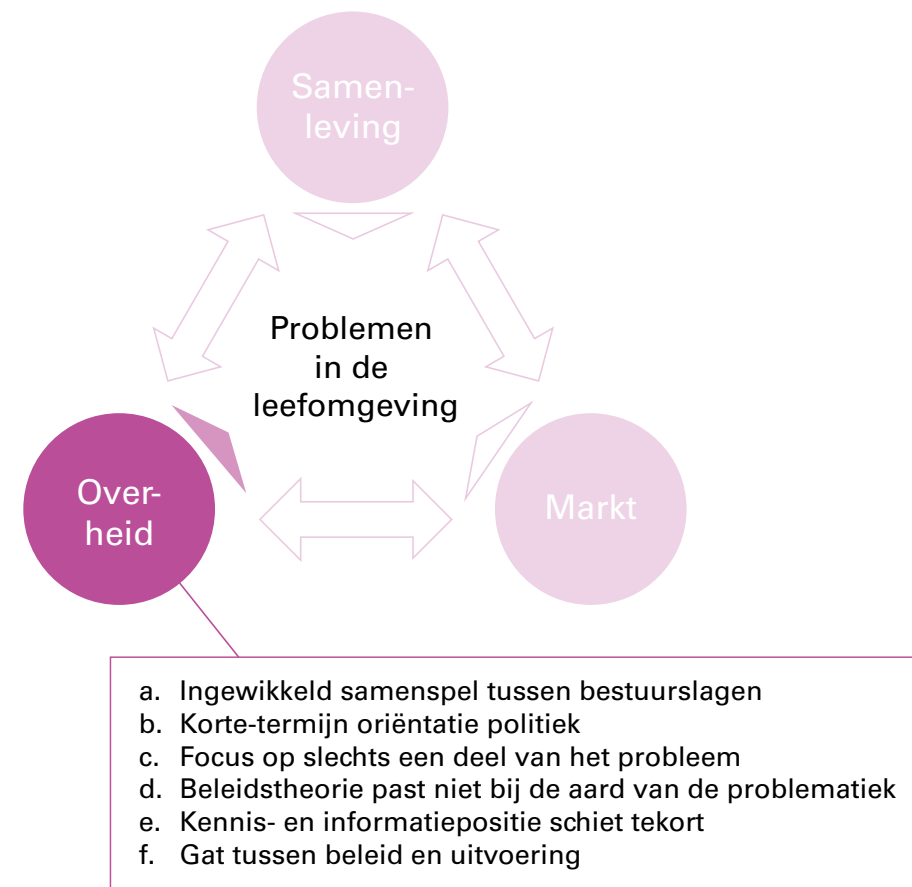 Samen-
leving
Problemen
in de
leefomgeving
Over-
heid
Markt
a. Ingewikkeld samenspel tussen bestuurslagen
b. Korte-termijn oriëntatie politiek
c. Focus op slechts een deel van het probleem
d. Beleidstheorie past niet bij de aard van de problematiek
e. Kennis- en informatiepositie schiet tekort
f. Gat tussen beleid en uitvoering